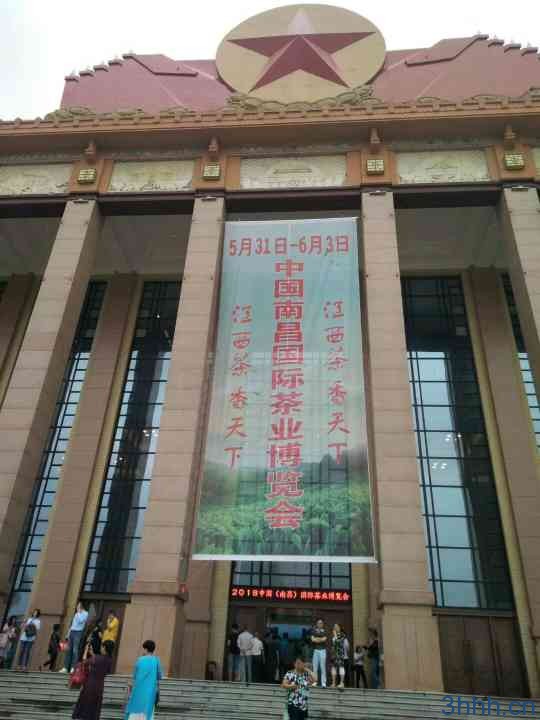 5月31日-6月3日
中国南昌国际茶业博览会
江西茶香天下
江西茶香天下
2018中国（南昌）国际茶业博览会
3hhh.cn